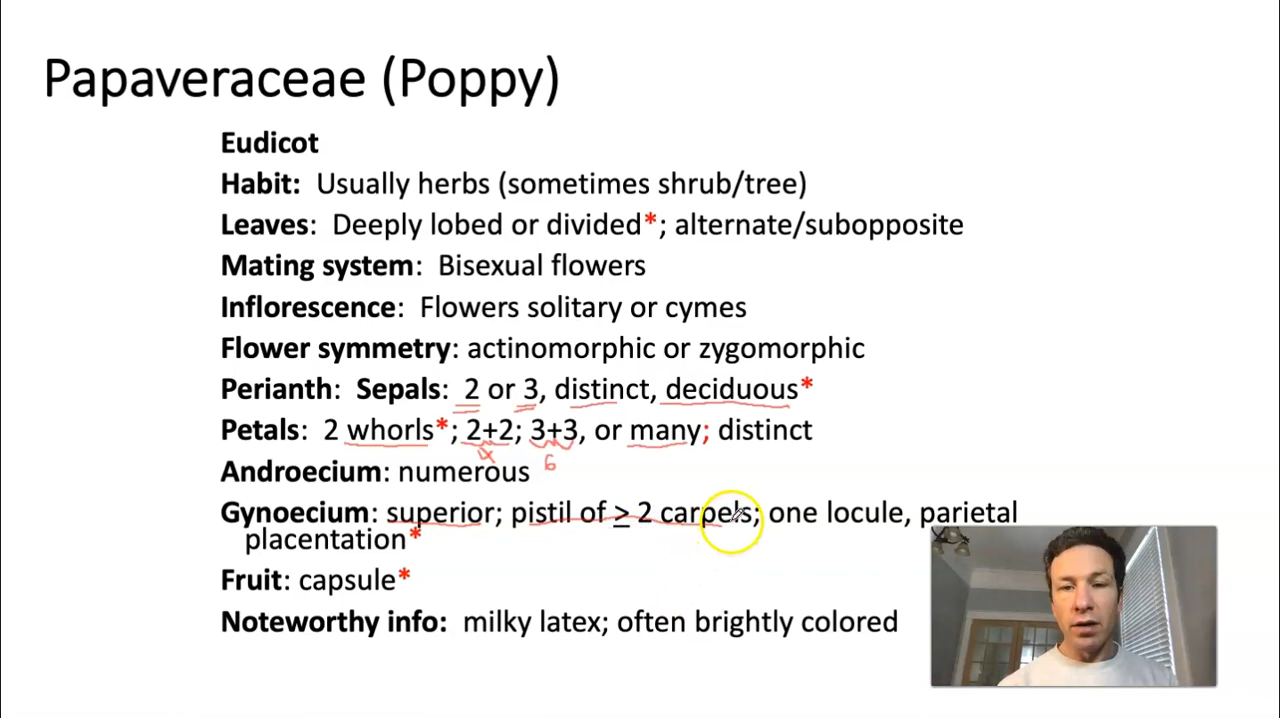 Papaveraceae (Poppy)
Eudicot
Habit: Usually herbs (sometimes shrub/tree)
Leaves: Deeply lobed or divided*; alternate/subopposite
Mating system: Bisexual flowers
Inflorescence: Flowers solitary or cymes
Flower symmetry: actinomorphic or zygomorphic
Perianth: Sepals: 2 or 3, distinct, deciduous*
Petals: 2 whorls*; 2+2; 3+3, or many; distinct
4 6
Androecium: numerous
Gynoecium: superior; pistil of ≥ 2 carpels; one locule, parietal
placentation*
Fruit: capsule*
Noteworthy info: milky latex; often brightly colored